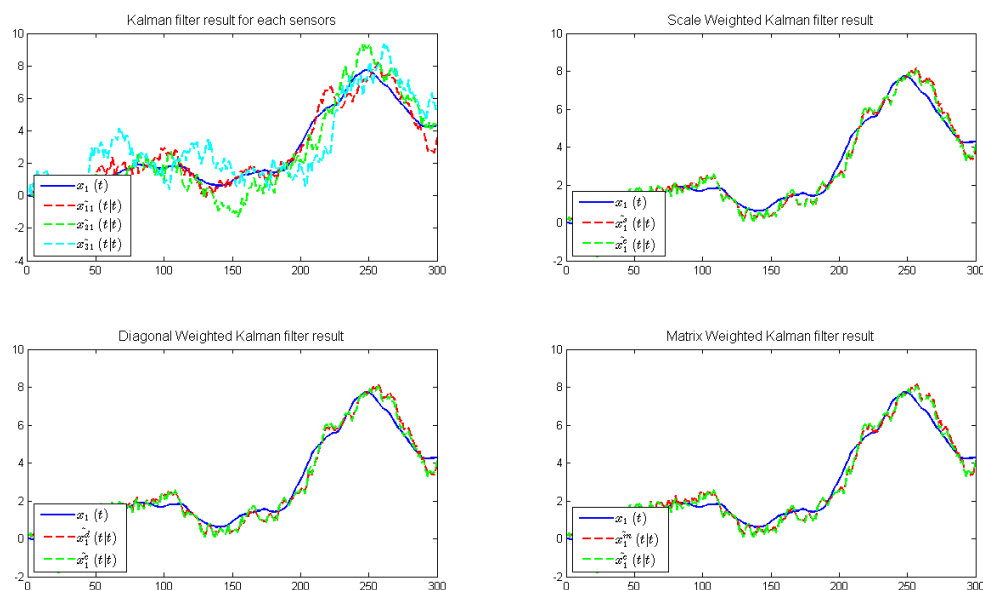 Kalman filter result for each sensors
10
8
6
4
2
0
-2
-4
x₁ (t)
x̃₁₁ (t|t)
x̃₂₁ (t|t)
x̃₃₁ (t|t)
0 50 100 150 200 250 300
Scale Weighted Kalman filter result
10
8
6
4
2
0
-2
x₁ (t)
x̃₁ˢ (t|t)
x̃₁ᶜ (t|t)
0 50 100 150 200 250 300
Diagonal Weighted Kalman filter result
10
8
6
4
2
0
-2
x₁ (t)
x̃₁ᵈ (t|t)
x̃₁ᶜ (t|t)
0 50 100 150 200 250 300
Matrix Weighted Kalman filter result
10
8
6
4
2
0
-2
x₁ (t)
x̃₁ᵐ (t|t)
x̃₁ᶜ (t|t)
0 50 100 150 200 250 300